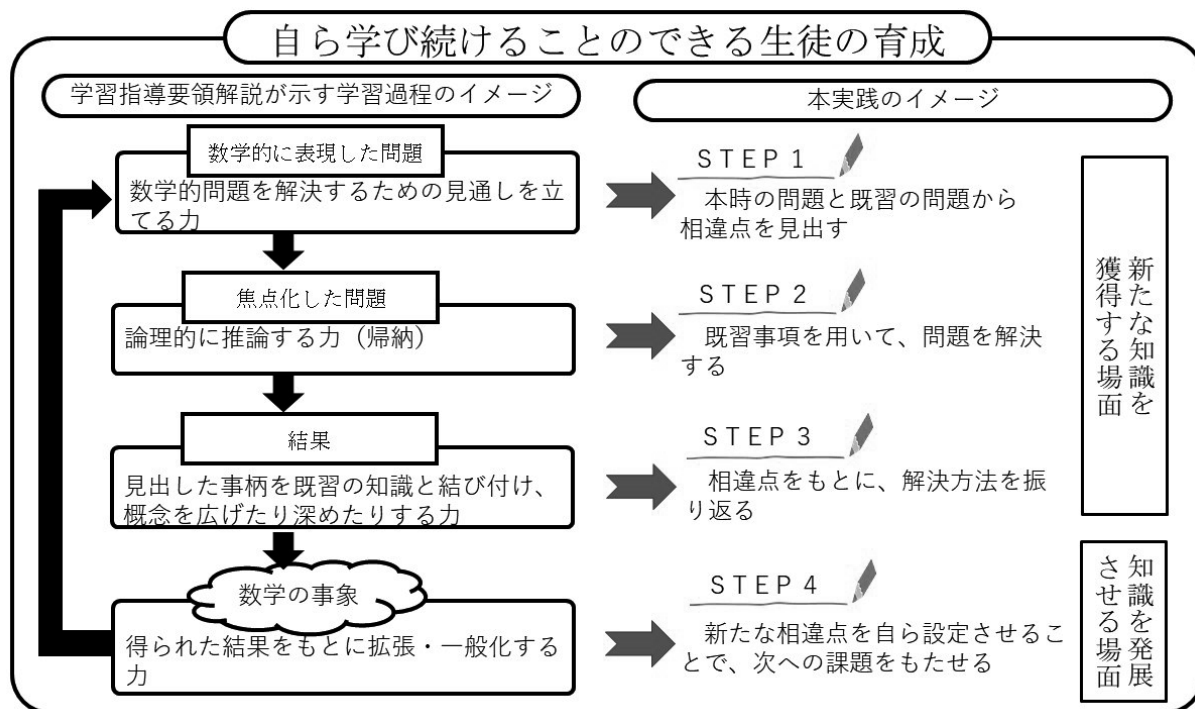 自ら学び続けることのできる生徒の育成
学習指導要領解説が示す学習過程のイメージ
本実践のイメージ
数学的に表現した問題
数学的問題を解決するための見通しを立
てる力
STEP1
本時の問題と既習の問題から
相違点を見出す
焦点化した問題
論理的に推論する力（帰納）
STEP2
既習事項を用いて、問題を解決
する
結果
見出した事柄を既習の知識と結び付け、
概念を広げたり深めたりする力
STEP3
相違点をもとに、解決方法を振
り返る
新たな知識を
獲得する場面
数学の事象
得られた結果をもとに拡張・一般化する
力
STEP4
新たな相違点を自ら設定させるこ
とで、次への課題をもたせる
知識を発展
させる場面